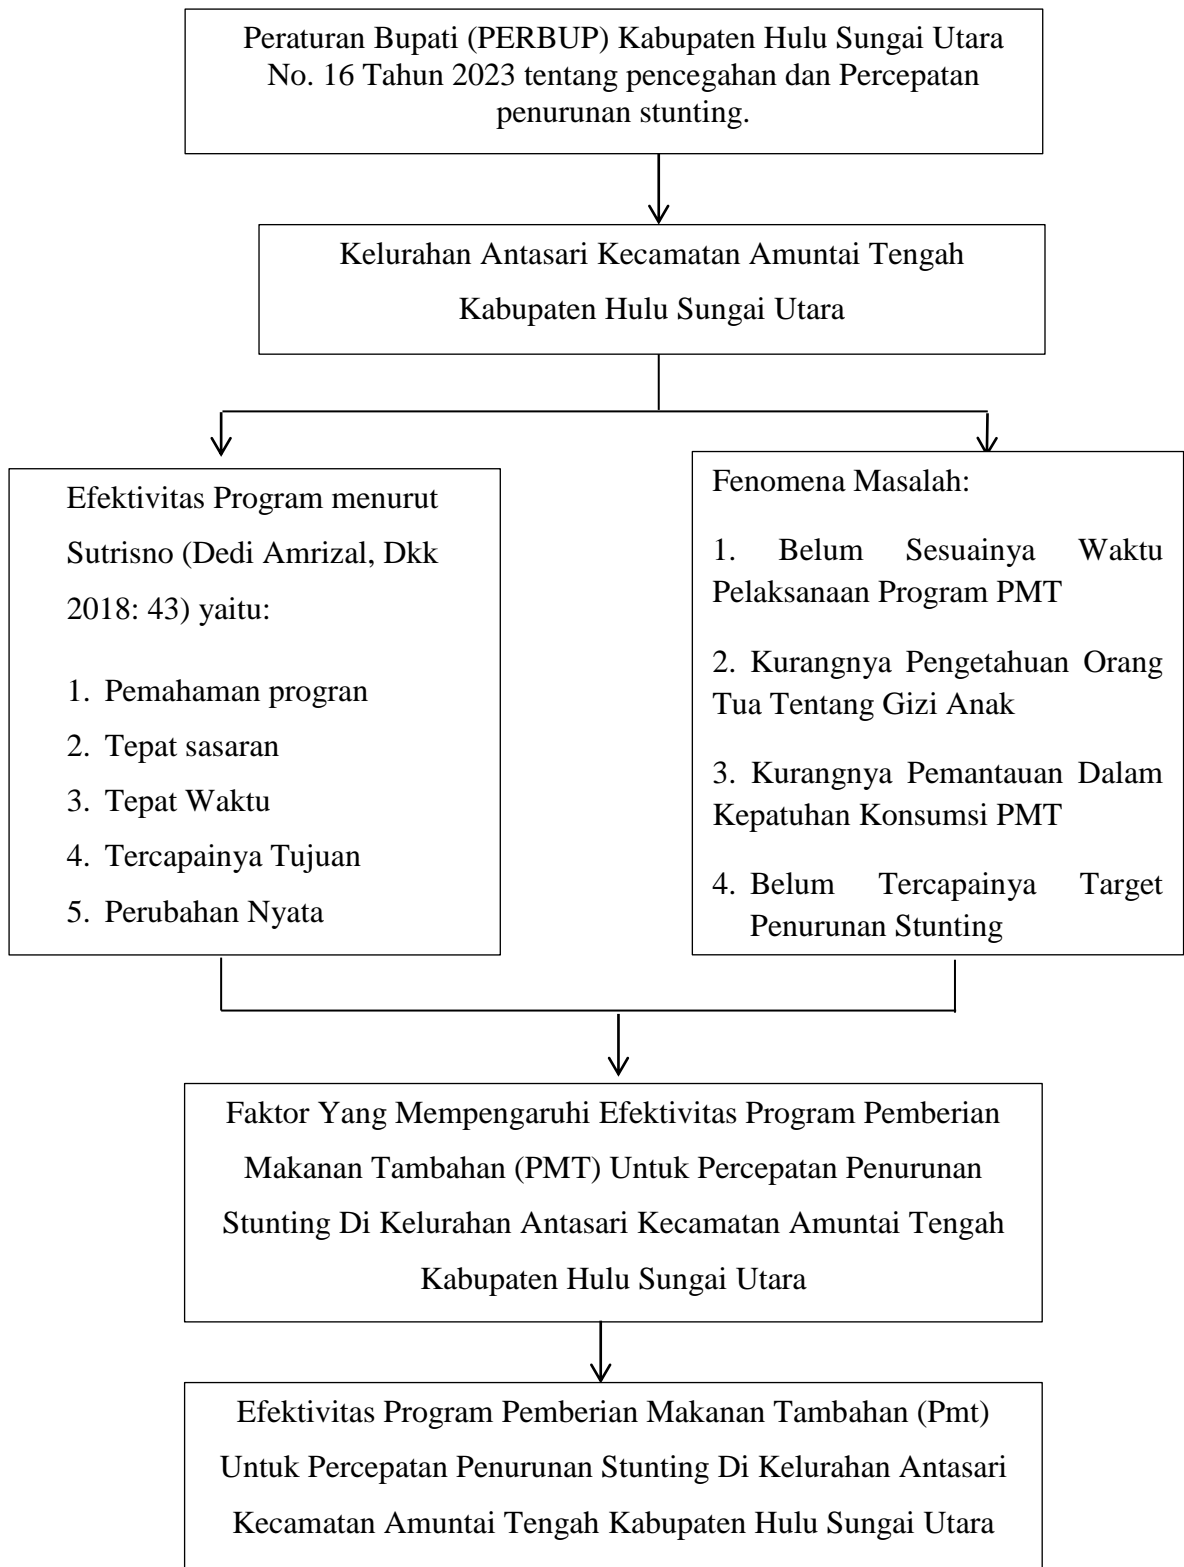 Peraturan Bupati (PERBUP) Kabupaten Hulu Sungai Utara
No. 16 Tahun 2023 tentang pencegahan dan Percepatan
penurunan stunting.
Kelurahan Antasari Kecamatan Amuntai Tengah
Kabupaten Hulu Sungai Utara
Efektivitas Program menurut
Sutrisno (Dedi Amrizal, Dkk
2018: 43) yaitu:
1. Pemahaman progran
2. Tepat sasaran
3. Tepat Waktu
4. Tercapainya Tujuan
5. Perubahan Nyata
Fenomena Masalah:
1. Belum Sesuainya Waktu
Pelaksanaan Program PMT
2. Kurangnya Pengetahuan Orang
Tua Tentang Gizi Anak
3. Kurangnya Pemantauan Dalam
Kepatuhan Konsumsi PMT
4. Belum Tercapainya Target
Penurunan Stunting
Faktor Yang Mempengaruhi Efektivitas Program Pemberian
Makanan Tambahan (PMT) Untuk Percepatan Penurunan
Stunting Di Kelurahan Antasari Kecamatan Amuntai Tengah
Kabupaten Hulu Sungai Utara
Efektivitas Program Pemberian Makanan Tambahan (Pmt)
Untuk Percepatan Penurunan Stunting Di Kelurahan Antasari
Kecamatan Amuntai Tengah Kabupaten Hulu Sungai Utara